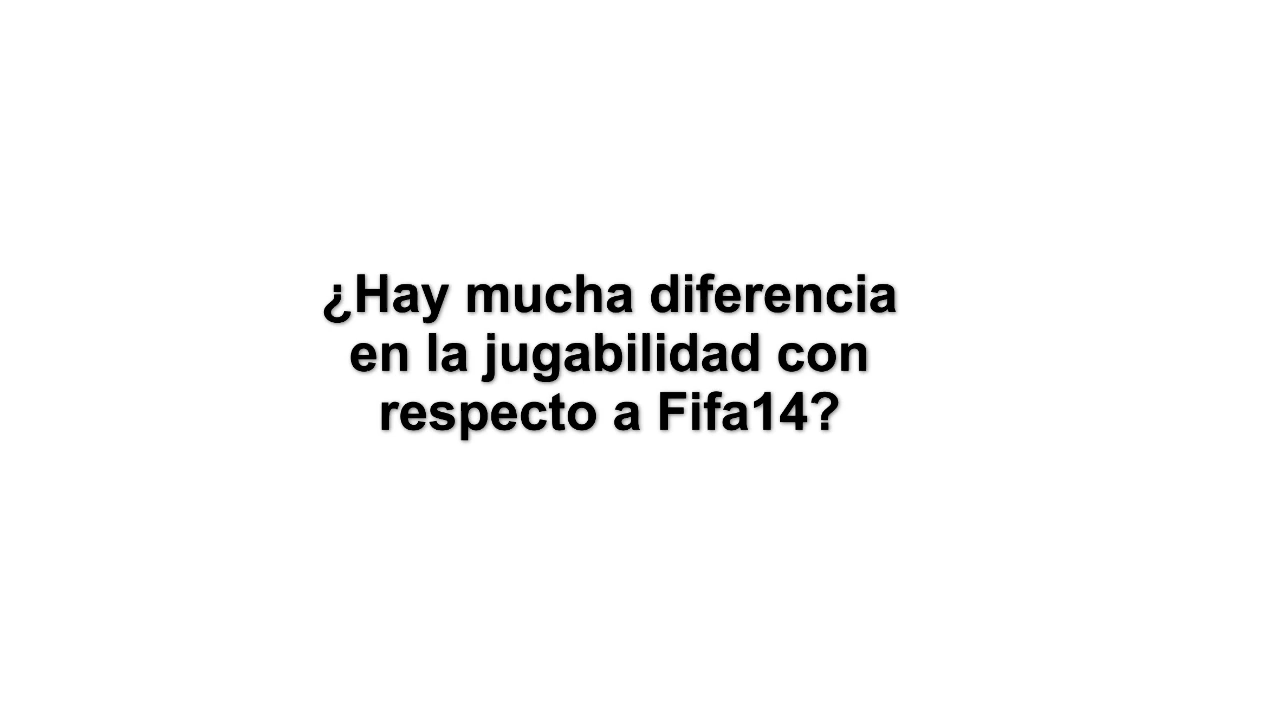 ¿Hay mucha diferencia
en la jugabilidad con
respecto a Fifa14?